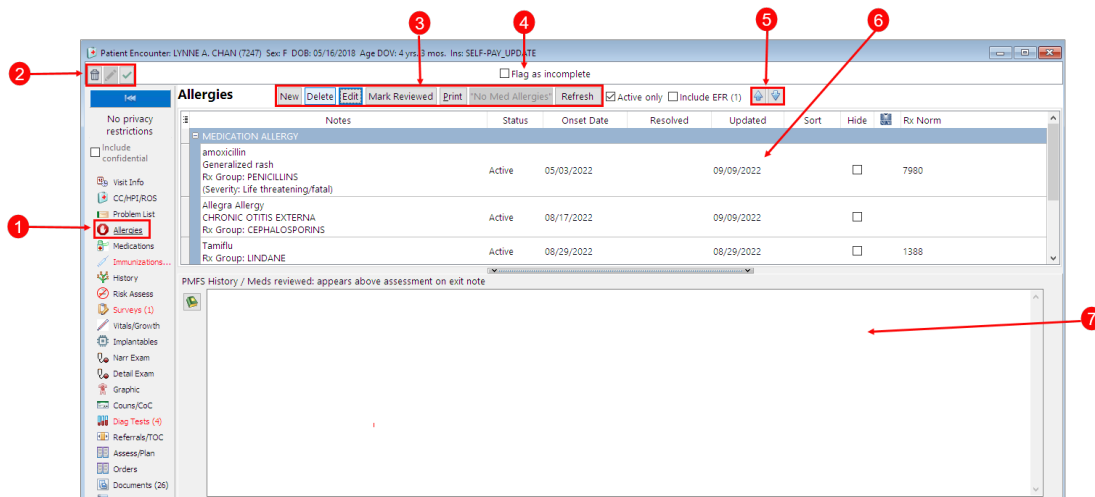 3
4
5
6
Patient Encounter: LYNNE A. CHAN (7247) Sex: F DOB: 05/16/2018 Age DOV: 4 yrs. 3 mos. Ins: SELF-PAY_UPDATE
2
Flag as incomplete
Allergies
New Delete Edit Mark Reviewed Print "No Med Allergies" Refresh Active only Include EFR (1)
No privacy restrictions
Include confidential
Visit Info
CC/HPI/ROS
Problem List
1
Allergies
Medications
Immunizations...
History
Risk Assess
Surveys (1)
Vitals/Growth
Implantables
Narr Exam
Detail Exam
Graphic
Couns/CoC
Diag Tests (4)
Referrals/TOC
Assess/Plan
Orders
Documents (26)
Notes Status Onset Date Resolved Updated Sort Hide Rx Norm
MEDICATION ALLERGY
amoxicillin
Generalized rash
Rx Group: PENICILLINS
(Severity: Life threatening/fatal)
Active 05/03/2022 09/09/2022 7980
Allegra Allergy
CHRONIC OTITIS EXTERNA
Rx Group: CEPHALOSPORINS
Active 08/17/2022 09/09/2022
Tamiflu
Rx Group: LINDANE
Active 08/29/2022 08/29/2022 1388
PMFS History / Meds reviewed: appears above assessment on exit note
7